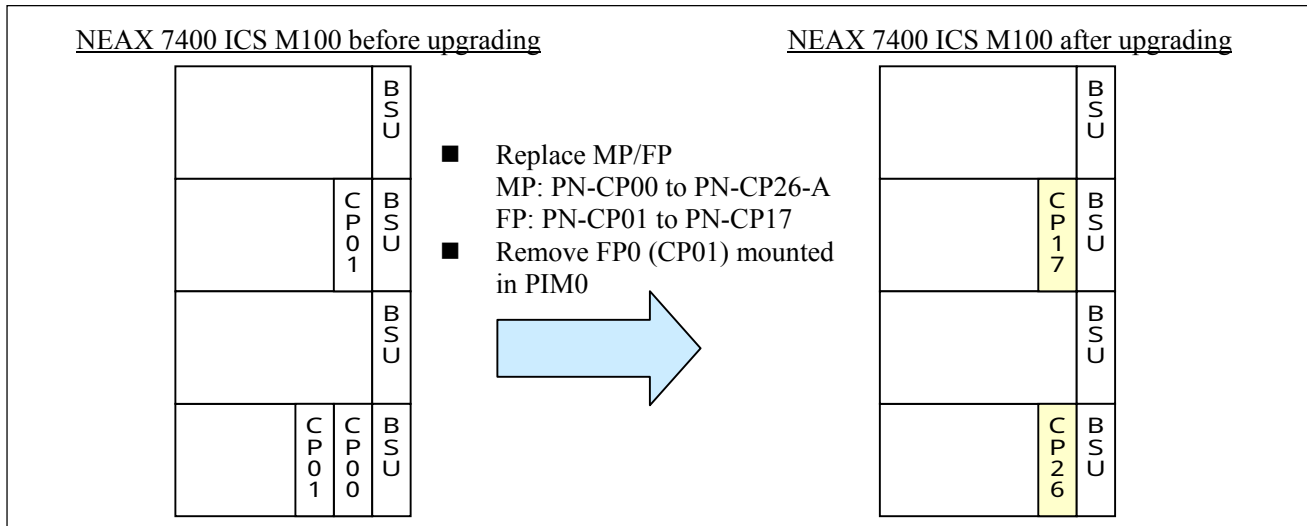 NEAX 7400 ICS M100 before upgrading
NEAX 7400 ICS M100 after upgrading
BSU
CP01
BSU
BSU
CP01
CP00
BSU
■ Replace MP/FP
MP: PN-CP00 to PN-CP26-A
FP: PN-CP01 to PN-CP17
■ Remove FP0 (CP01) mounted
in PIM0
BSU
CP17
BSU
BSU
CP26
BSU